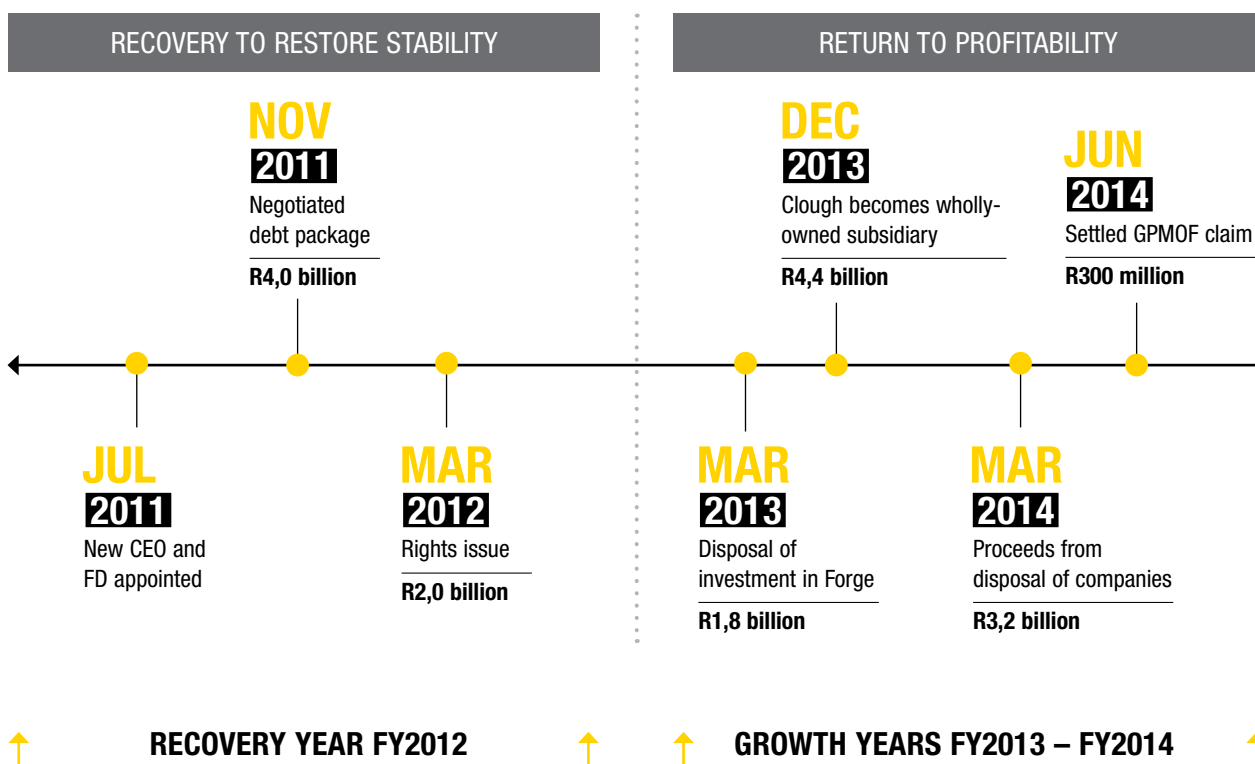 RECOVERY TO RESTORE STABILITY
NOV
2011
Negotiated
debt package
R4,0 billion
JUL
2011
New CEO and
FD appointed
MAR
2012
Rights issue
R2,0 billion
RECOVERY YEAR FY2012
RETURN TO PROFITABILITY
DEC
2013
Clough becomes wholly-
owned subsidiary
R4,4 billion
JUN
2014
Settled GPMOF claim
R300 million
MAR
2013
Disposal of
investment in Forge
R1,8 billion
MAR
2014
Proceeds from
disposal of companies
R3,2 billion
GROWTH YEARS FY2013 – FY2014